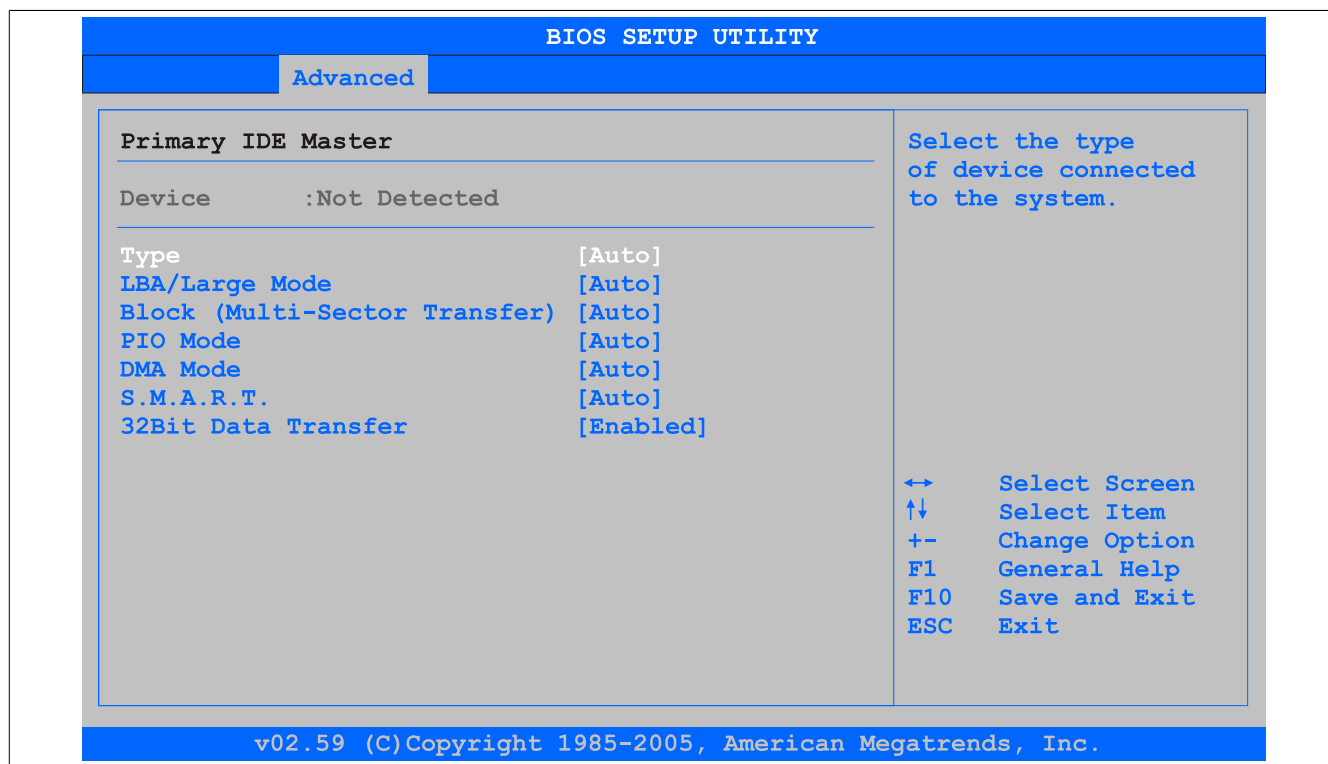 BIOS SETUP UTILITY
Advanced
Primary IDE Master
Device :Not Detected
Type [Auto]
LBA/Large Mode [Auto]
Block (Multi-Sector Transfer) [Auto]
PIO Mode [Auto]
DMA Mode [Auto]
S.M.A.R.T. [Auto]
32Bit Data Transfer [Enabled]
Select the type
of device connected
to the system.
↔ Select Screen
↑↓ Select Item
+- Change Option
F1 General Help
F10 Save and Exit
ESC Exit
v02.59 (C)Copyright 1985-2005, American Megatrends, Inc.